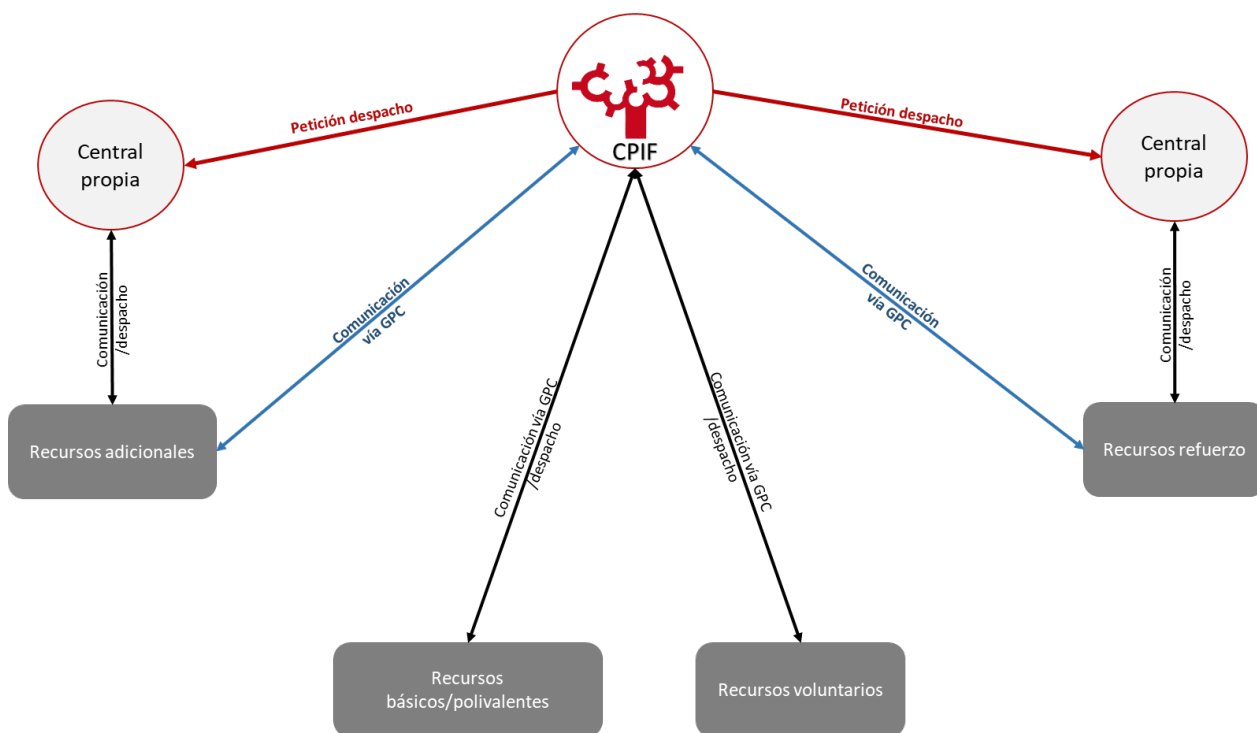 CPIF
Petición despacho
Petición despacho
Central
propia
Central
propia
Comunicación
vía GPC
Comunicación
vía GPC
Comunicación
/despacho
Comunicación
/despacho
Comunicación vía GPC
/despacho
Comunicación vía GPC
/despacho
Recursos adicionales
Recursos refuerzo
Recursos
básicos/polivalentes
Recursos voluntarios